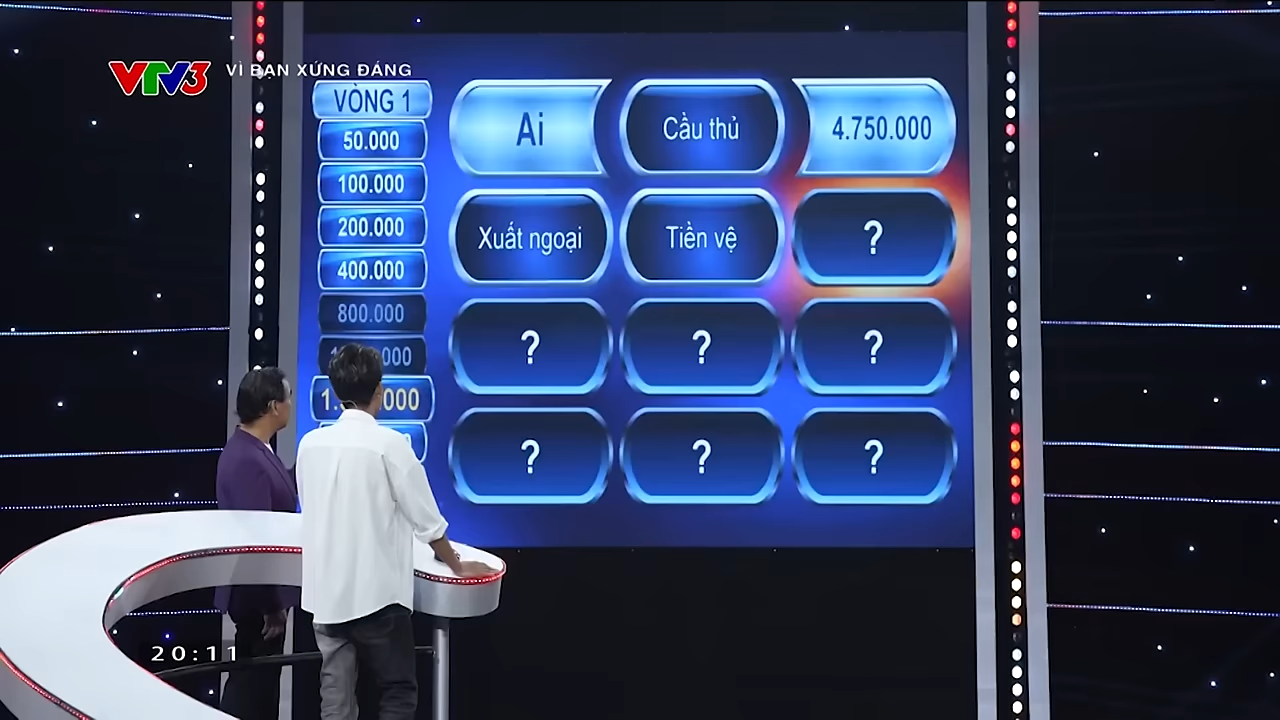 VTV3 VÌ BẠN XỨNG ĐÁNG
VÒNG 1
50.000
100.000
200.000
400.000
800.000
Ai
Cầu thủ
4.750.000
Xuất ngoại
Tiền vệ
?
?
?
?
?
?
?
20:11